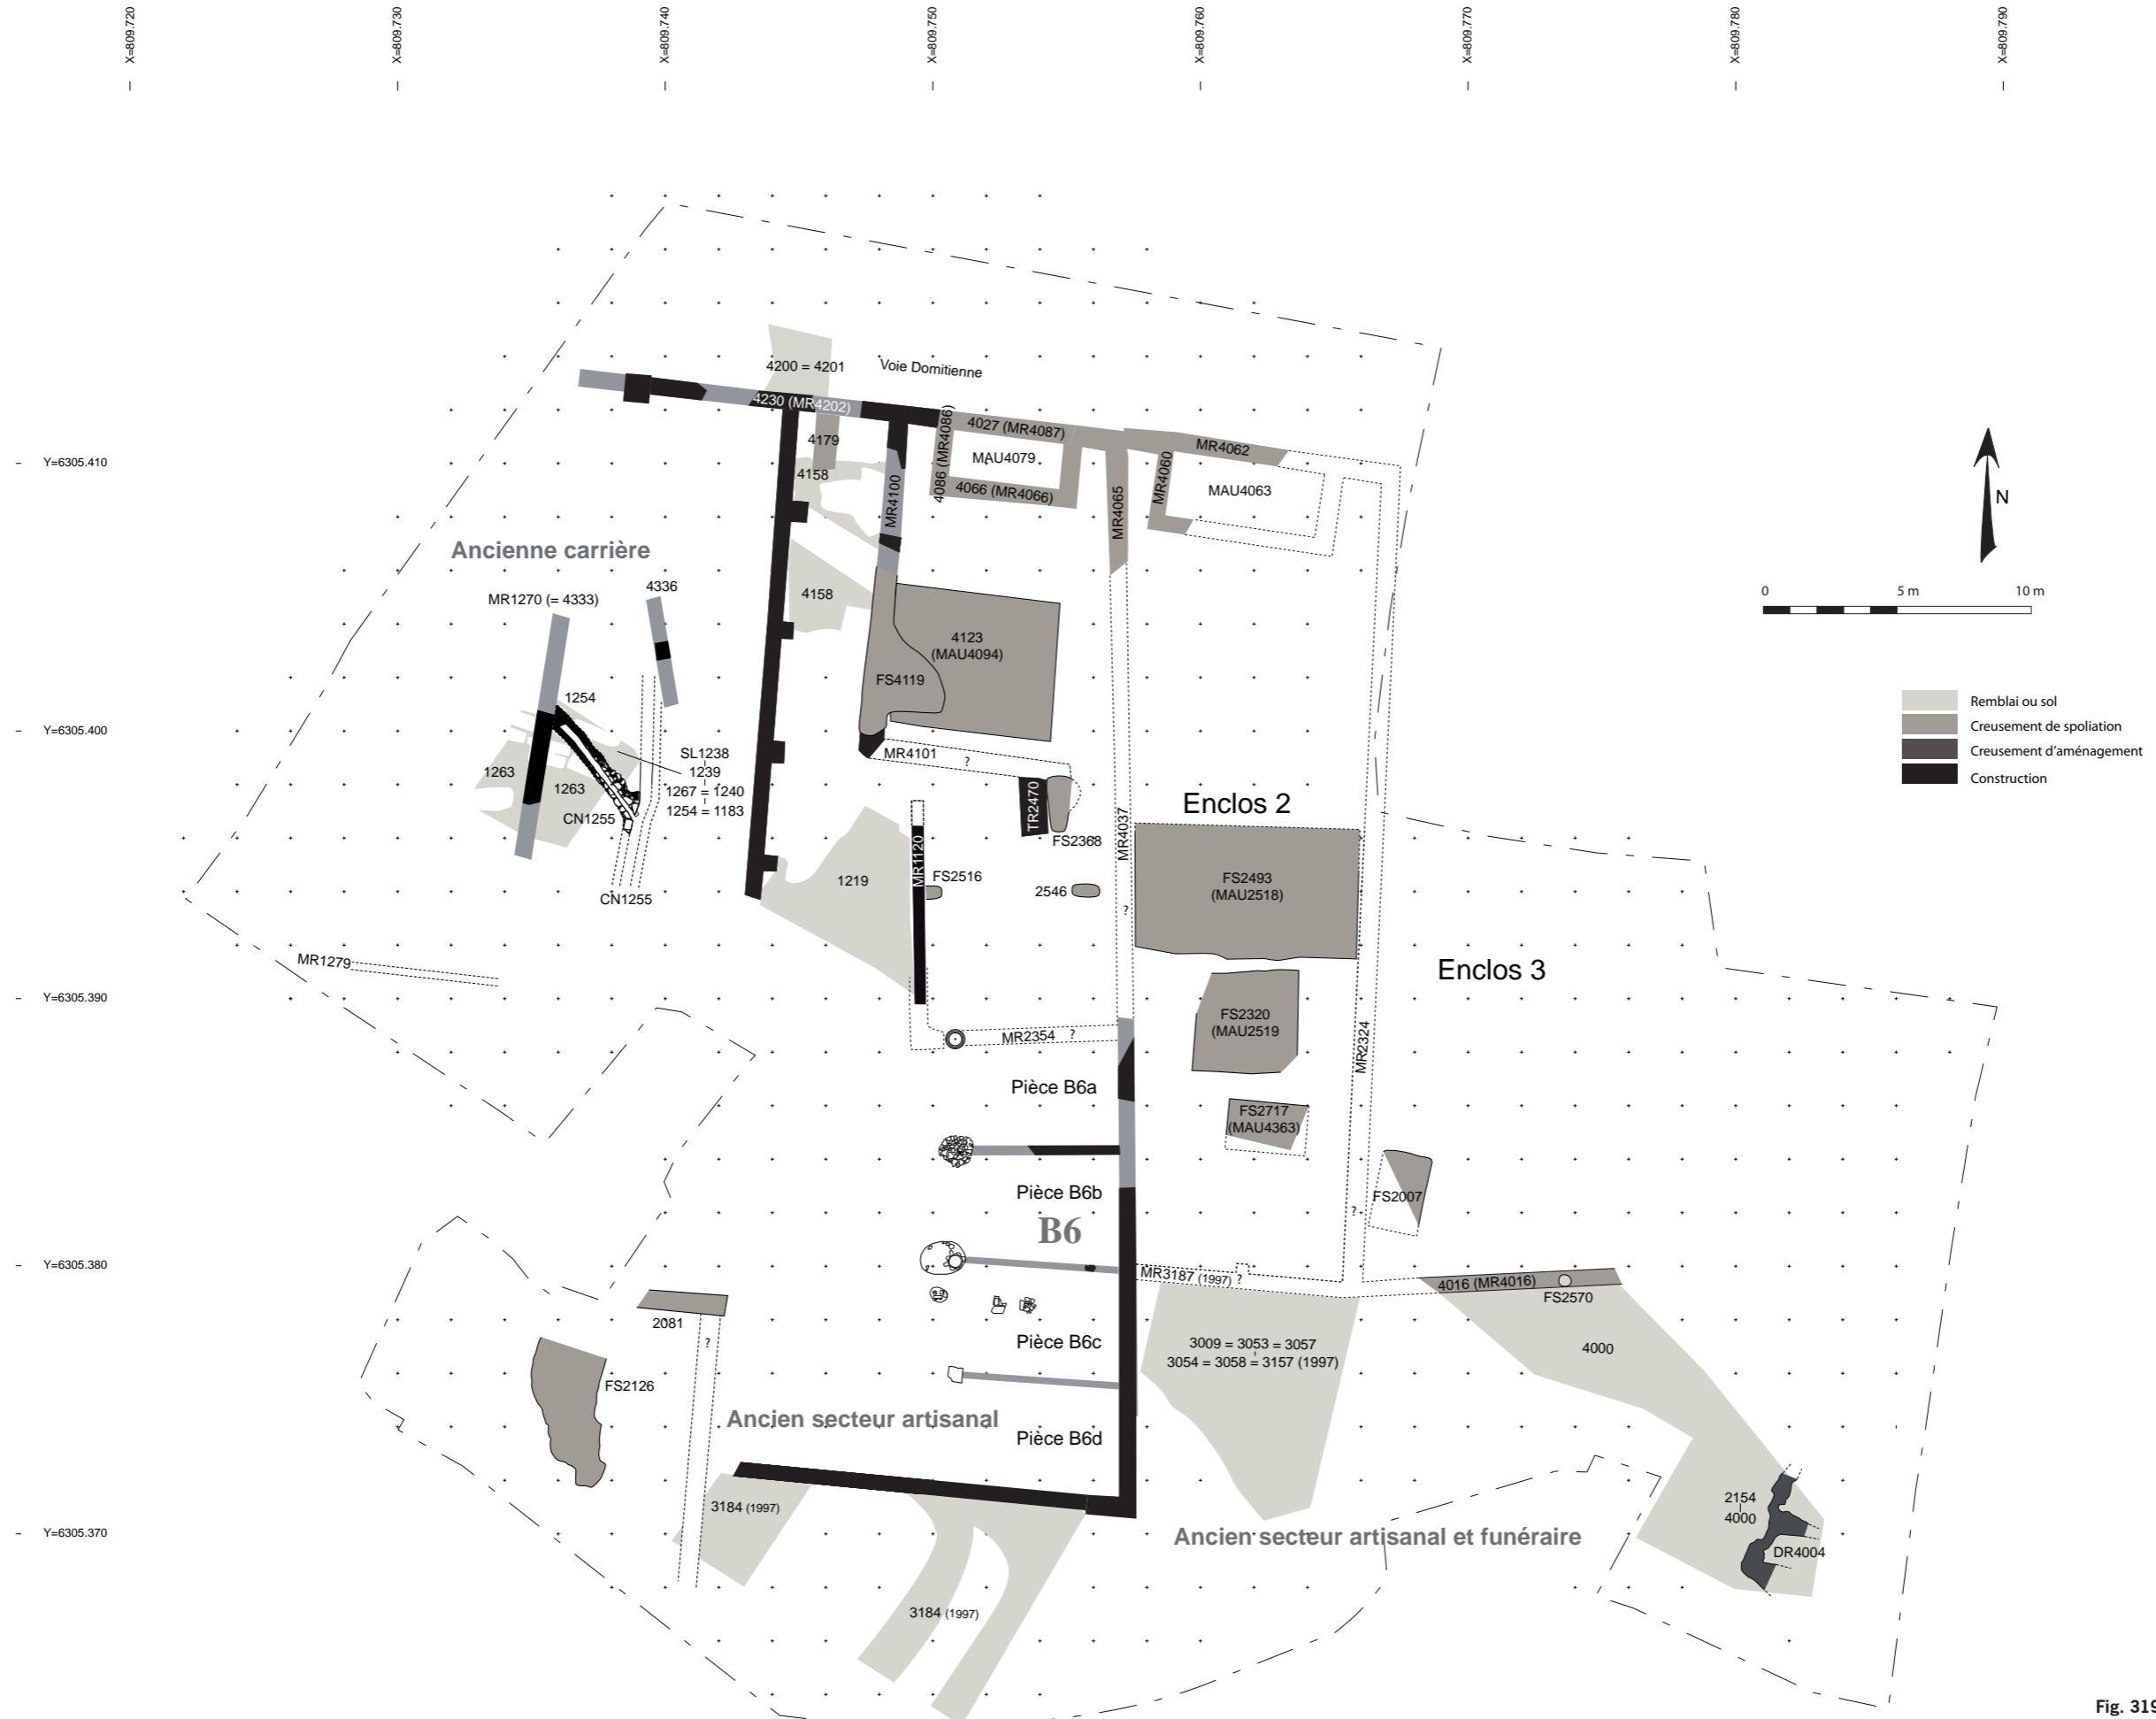 X=809.720
X=809.730
X=809.740
X=809.750
X=809.760
X=809.770
X=809.780
X=809.790
4200 = 4201
Voie Domitienne
4230 (MR4202)
4027 (MR4087)
4179
4086 (MR4086)
MAU4079
MR4062
Y=6305.410
4158
MR4100
4066 (MR4066)
MR4065
MR4060
MAU4063
N
Ancienne carrière
4336
MR1270 (= 4333)
4158
0
5 m
10 m
4123
(MAU4094)
FS4119
1254
Remblai ou sol
Creusement de spoliation
Creusement d'aménagement
Construction
Y=6305.400
SL1238
1239
1267 = 1240
1254 = 1183
1263
1263
CN1255
CN1255
MR4101
?
TR2470
FS2368
MR4037
Enclos 2
MR1120
1219
FS2516
2546
?
FS2493
(MAU2518)
MR1279
Enclos 3
Y=6305.390
FS2320
(MAU2519
MR2354
?
MR2324
Pièce B6a
FS2717
(MAU4363)
Pièce B6b
FS2007
?
B6
Y=6305.380
MR3187 (1997)
?
4016 (MR4016)
FS2570
2081
?
Pièce B6c
3009 = 3053 = 3057
3054 = 3058 = 3157 (1997)
4000
FS2126
Ancien secteur artisanal
Pièce B6d
3184 (1997)
2154
4000
Y=6305.370
Ancien secteur artisanal et funéraire
DR4004
3184 (1997)
Fig. 319